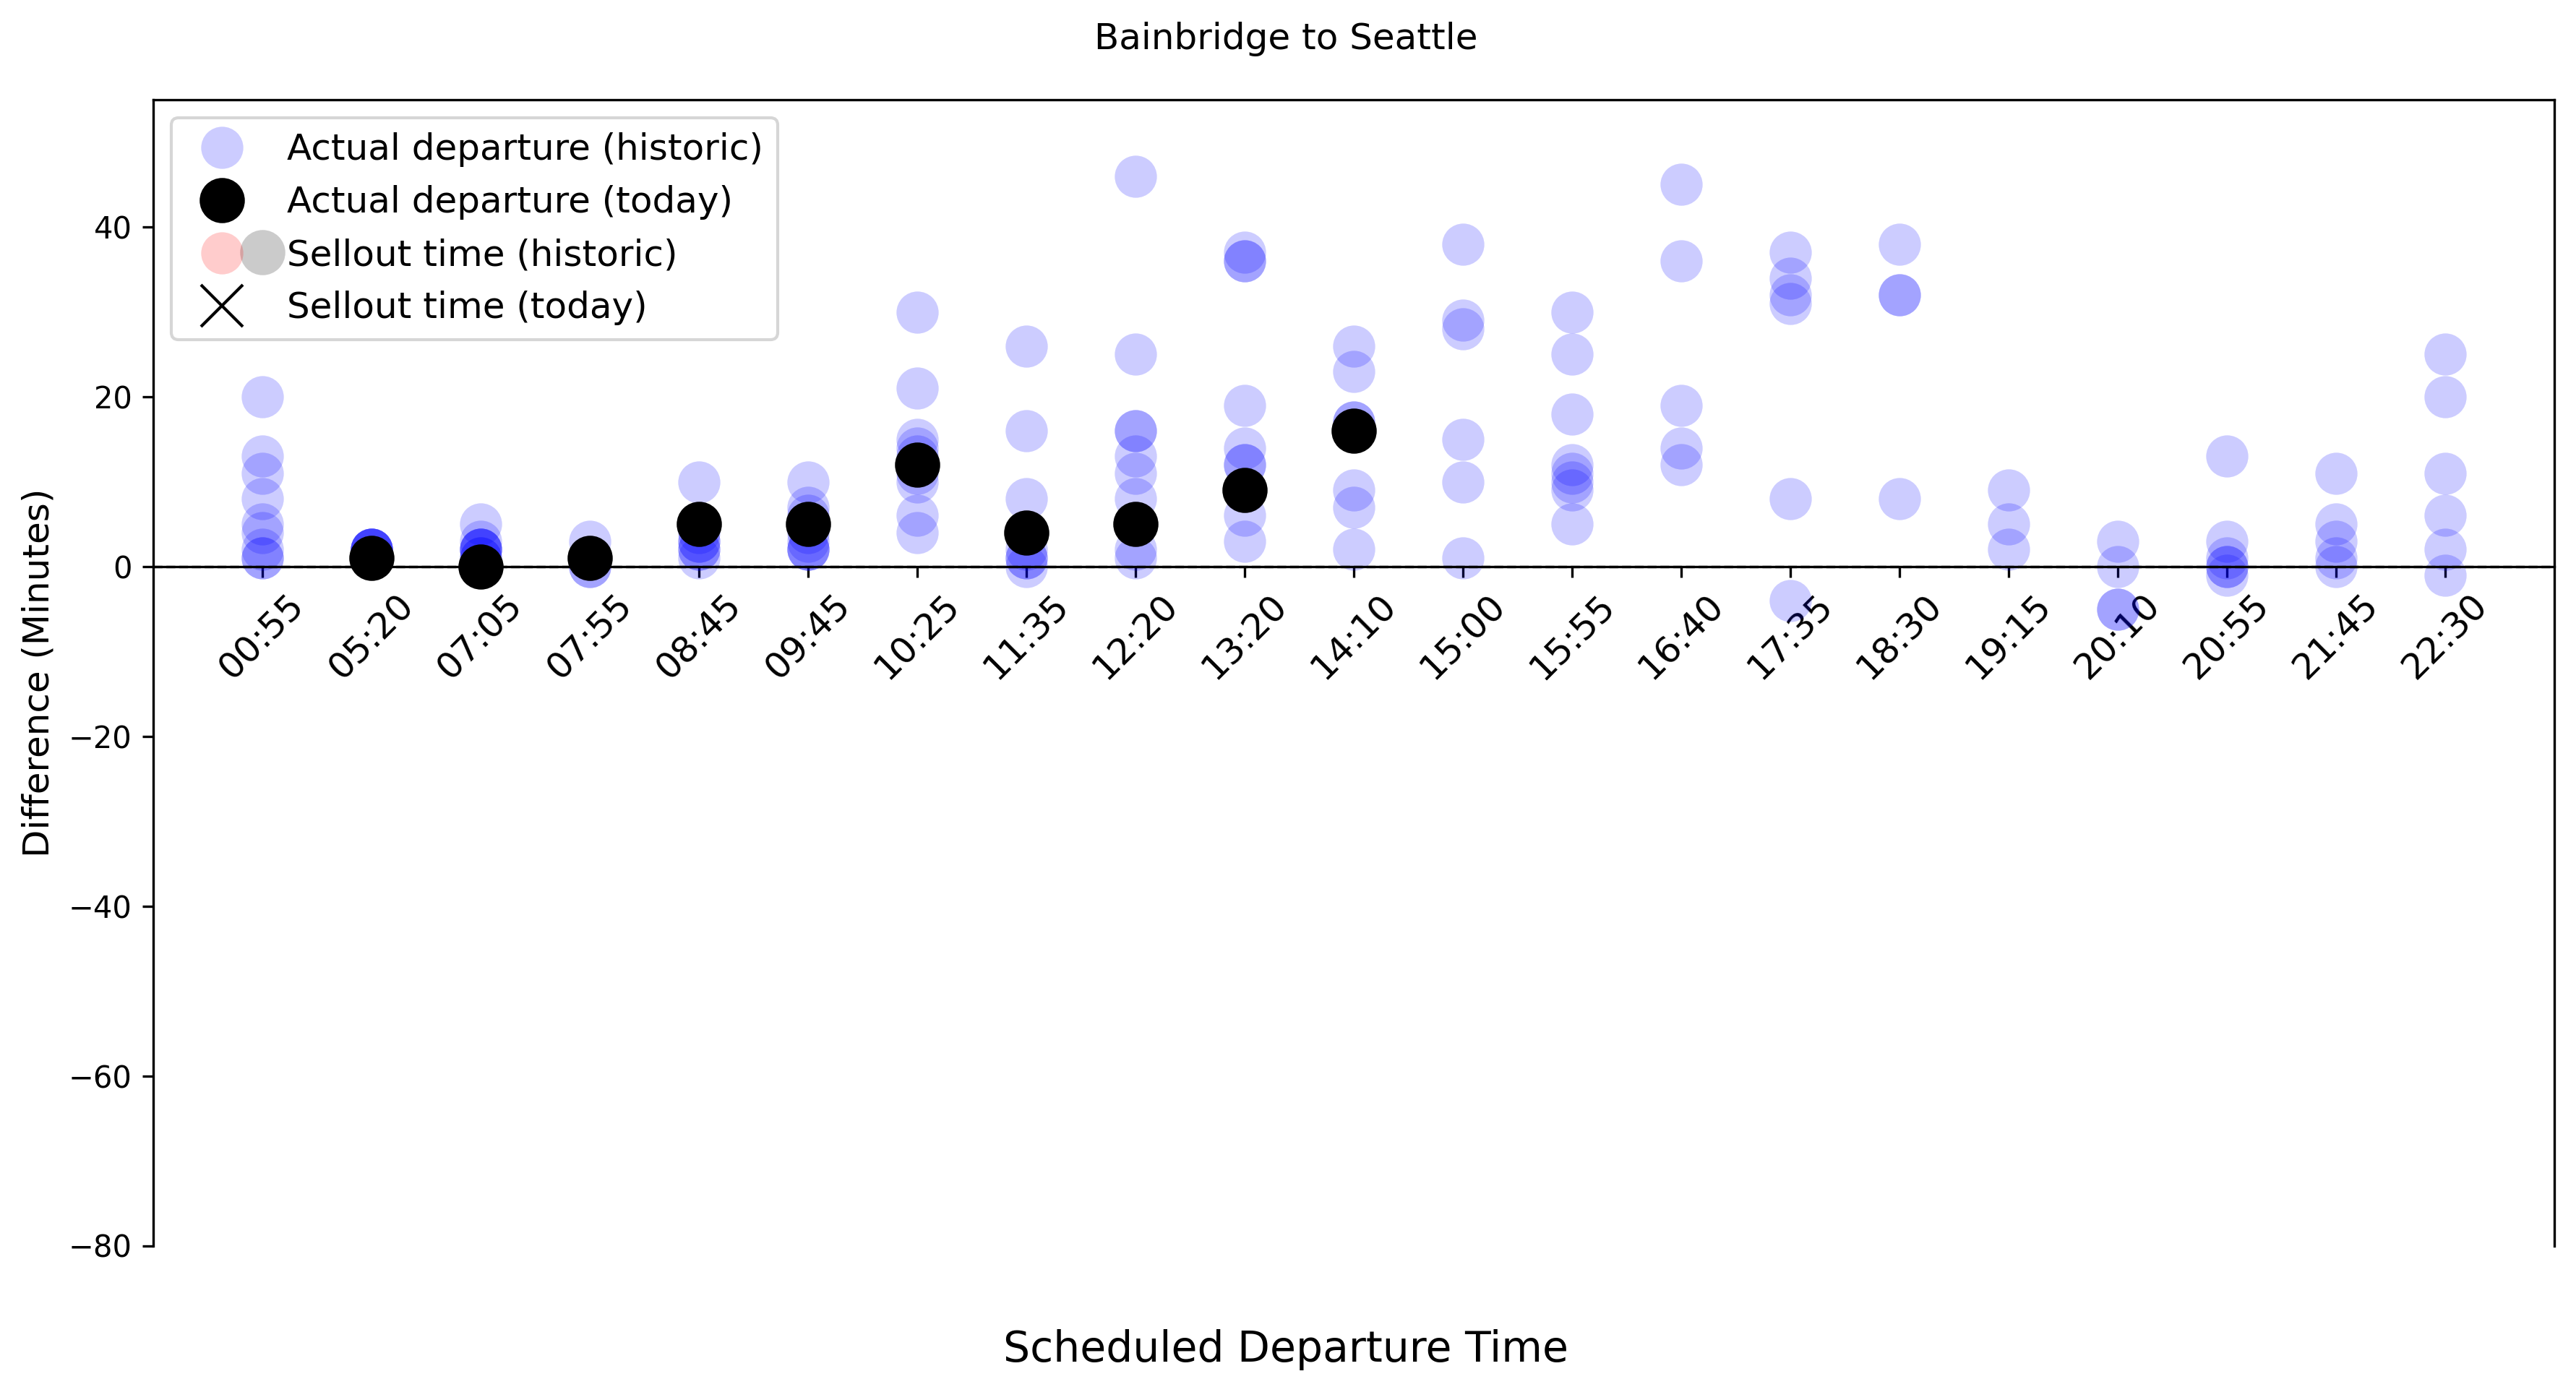 Bainbridge to Seattle
Actual departure (historic)
Actual departure (today)
Sellout time (historic)
Sellout time (today)
Difference (Minutes)
40
20
0
−20
−40
−60
−80
00:55 05:20 07:05 07:55 08:45 09:45 10:25 11:35 12:20 13:20 14:10 15:00 15:55 16:40 17:35 18:30 19:15 20:10 20:55 21:45 22:30
Scheduled Departure Time